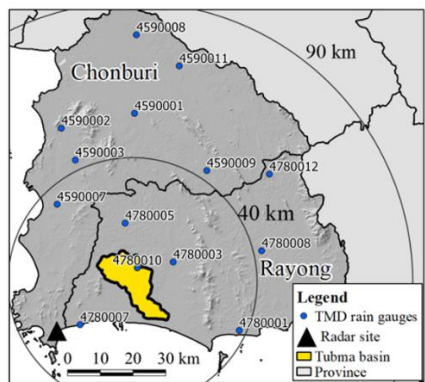 4590008
90 km
4590011
Chonburi
4590001
4590002
4590003
4590009
4780012
4590007
40 km
4780005
4780008
4780003
4780010
Rayong
Legend
TMD rain gauges
Radar site
Tubma basin
Province
4780007
4780001
0 10 20 30 km